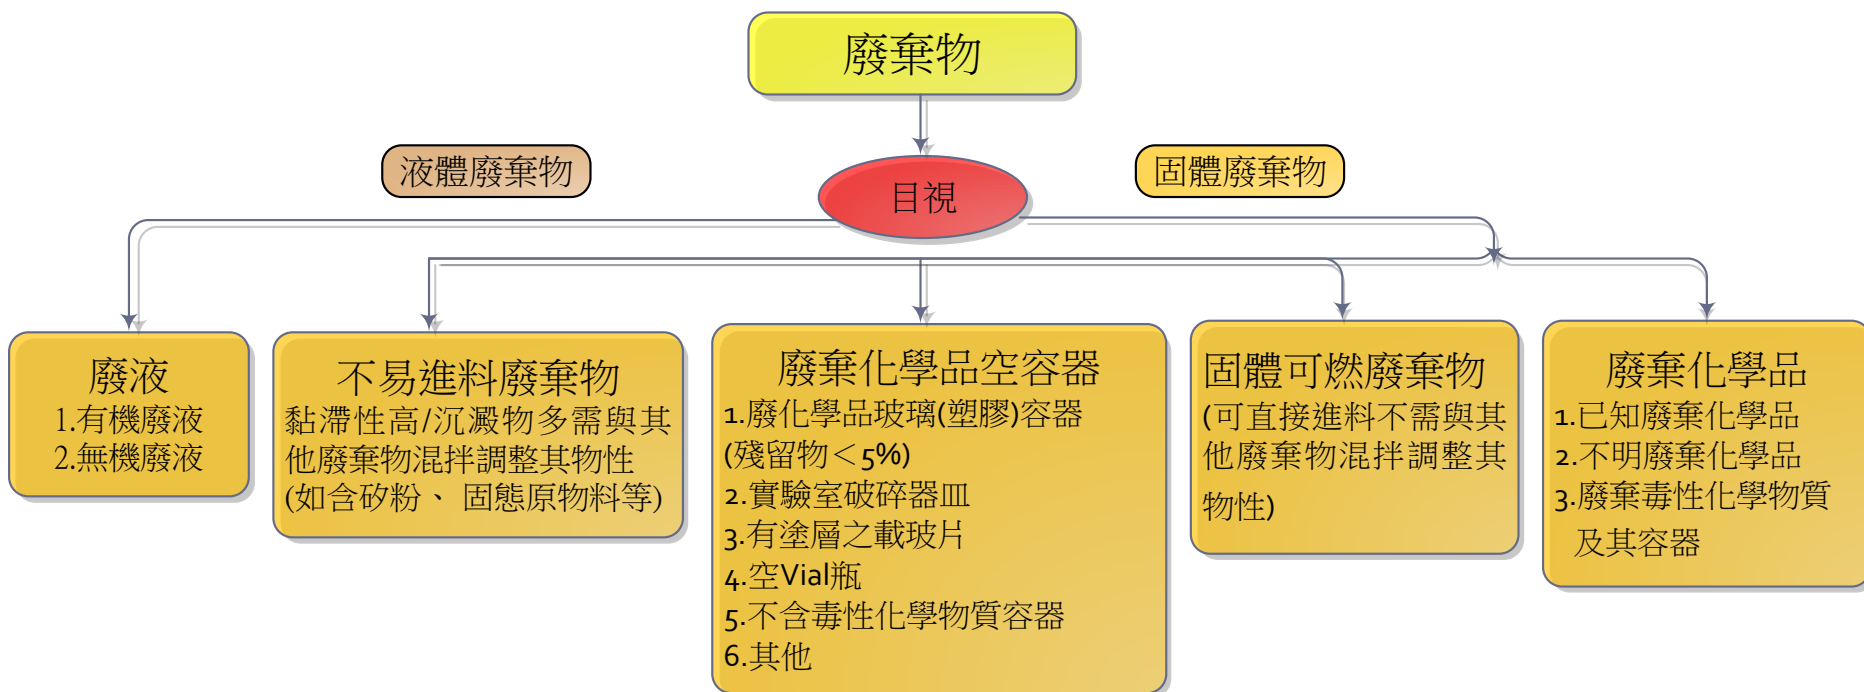 廢棄物
液體廢棄物
固體廢棄物
目視
廢液
1.有機廢液
2.無機廢液
不易進料廢棄物
黏滯性高/沉澱物多需與其
他廢棄物混拌調整其物性
(如含矽粉、 固態原物料等)
廢棄化學品空容器
1.廢化學品玻璃(塑膠)容器
(殘留物＜5%)
2.實驗室破碎器皿
3.有塗層之載玻片
4.空Vial瓶
5.不含毒性化學物質容器
6.其他
固體可燃廢棄物
(可直接進料不需與其
他廢棄物混拌調整其
物性)
廢棄化學品
1.已知廢棄化學品
2.不明廢棄化學品
3.廢棄毒性化學物質
及其容器